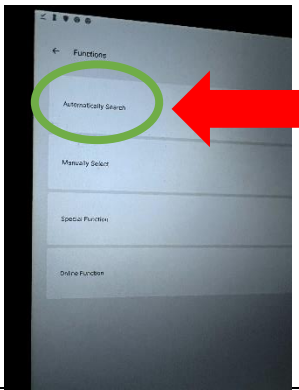 Functions
Automatically Search
Manually Select
Special Function
Online Function